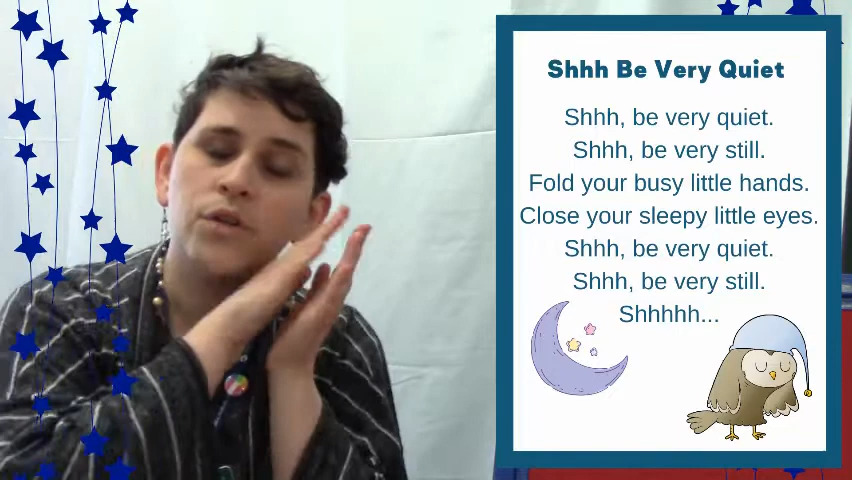 Shhh Be Very Quiet
Shhh, be very quiet.
Shhh, be very still.
Fold your busy little hands.
Close your sleepy little eyes.
Shhh, be very quiet.
Shhh, be very still.
Shhhhh...